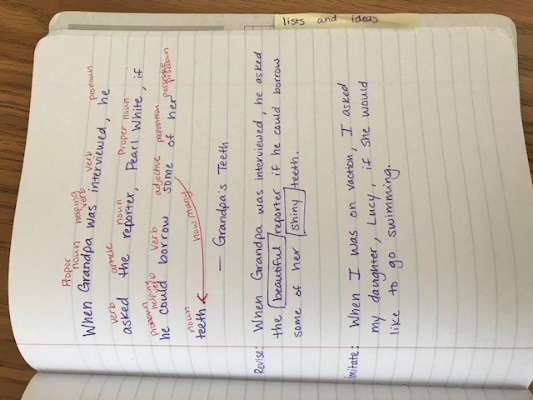 lists and ideas
Proper noun helping verb verb pronoun
When Grandpa was interviewed, he
verb article noun Proper noun
asked the reporter, Pearl White, if
pronoun helping verb verb adjective preposition pronoun
he could borrow some of her
noun how many
teeth
— Grandpa's Teeth
Revise: When Grandpa was interviewed, he asked
the beautiful reporter if he could borrow
some of her shiny teeth.
Imitate: When I was on vaction, I asked
my daughter, Lucy, if she would
like to go swimming.